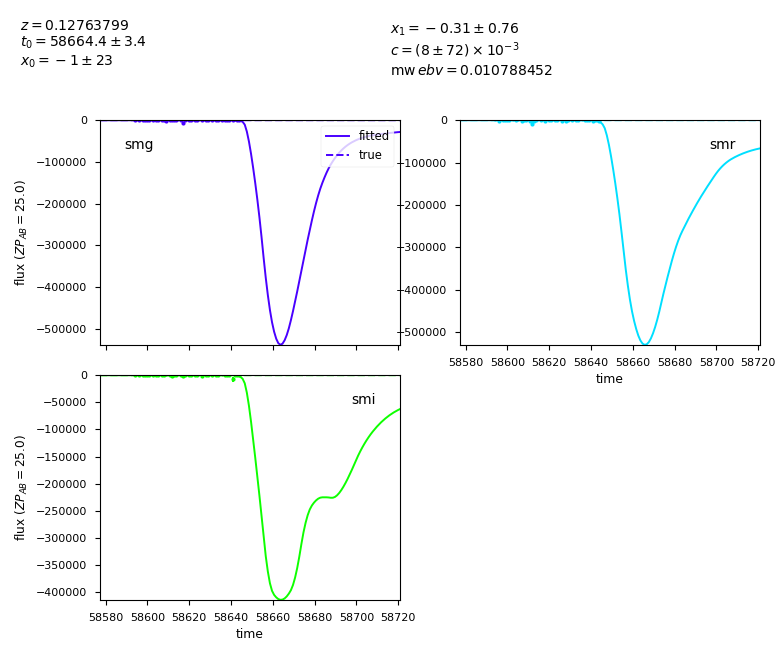 z = 0.12763799
t₀ = 58664.4 ± 3.4
x₀ = −1 ± 23
x₁ = −0.31 ± 0.76
c = (8 ± 72) × 10⁻³
mw ebv = 0.010788452
0
−100000
−200000
−300000
−400000
−500000
flux (ZP_AB = 25.0)
smg
fitted
true
0
−100000
−200000
−300000
−400000
−500000
smr
58580 58600 58620 58640 58660 58680 58700 58720
time
0
−50000
−100000
−150000
−200000
−250000
−300000
−350000
−400000
flux (ZP_AB = 25.0)
smi
58580 58600 58620 58640 58660 58680 58700 58720
time